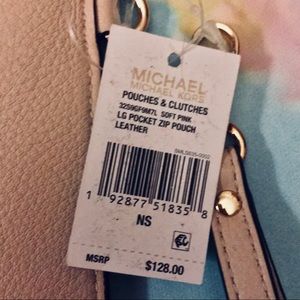 MICHAEL
MICHAEL KORS
POUCHES & CLUTCHES
32S9GF9M7L SOFT PINK
LG POCKET ZIP POUCH
LEATHER
1 92877 51835 8
NS
MSRP $128.00